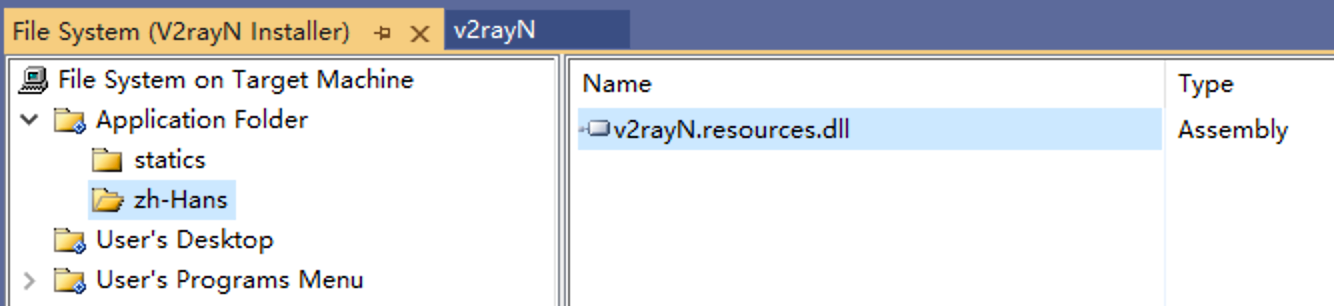 File System (V2rayN Installer)
v2rayN
File System on Target Machine
Application Folder
statics
zh-Hans
User's Desktop
User's Programs Menu
Name Type
v2rayN.resources.dll Assembly